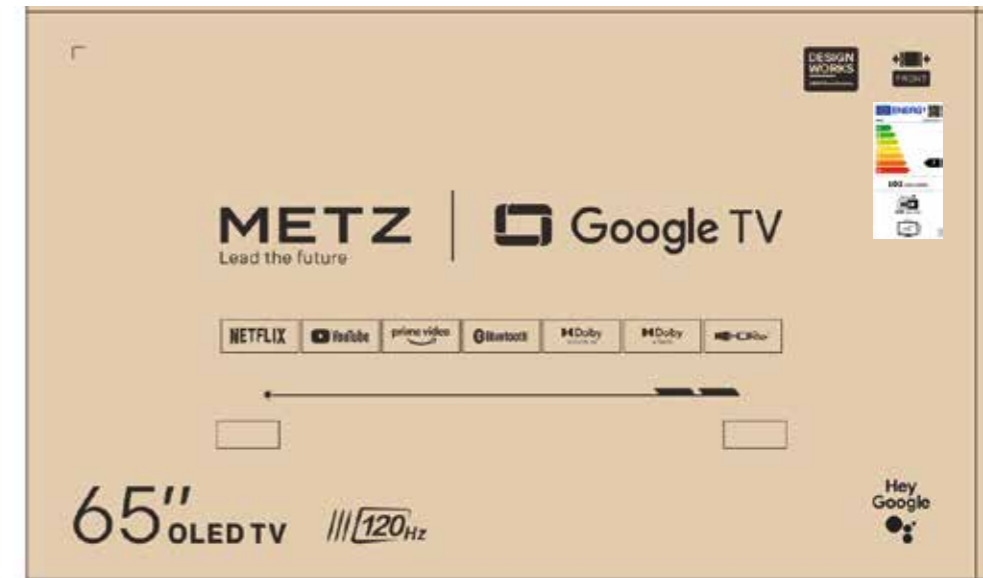 DESIGN
WORKS
FRONT
ENERG
METZ
Lead the future
Google TV
NETFLIX
YouTube
prime video
Bluetooth
Dolby
Dolby
65" OLED TV
120Hz
Hey
Google